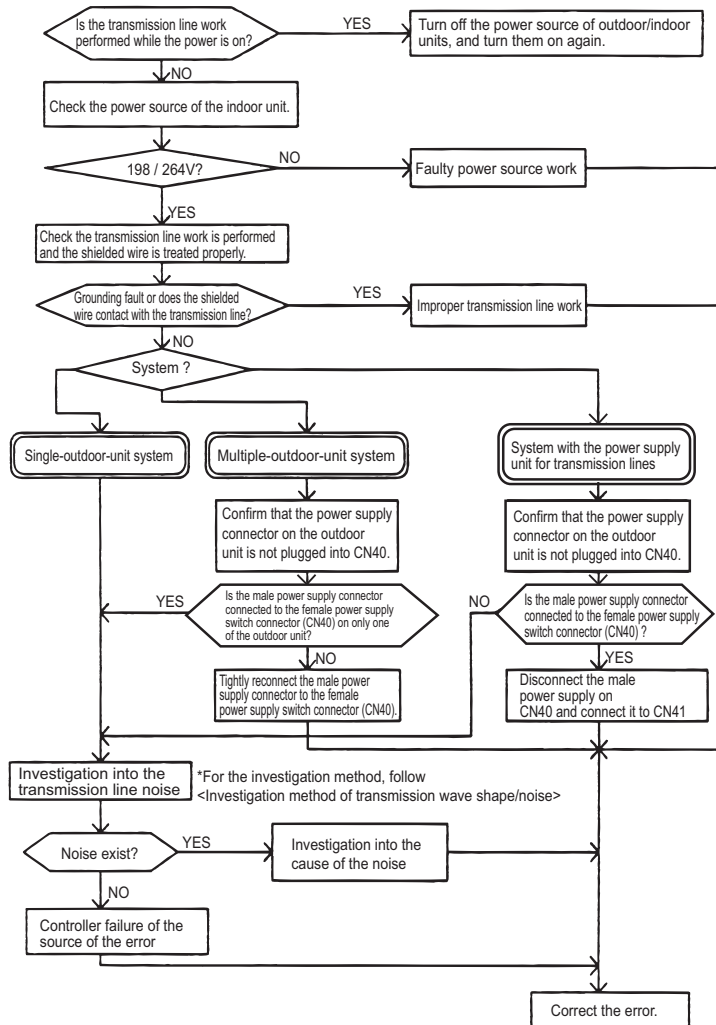 Is the transmission line work
performed while the power is on?
YES
Turn off the power source of outdoor/indoor
units, and turn them on again.
NO
Check the power source of the indoor unit.
198 / 264V?
NO
Faulty power source work
YES
Check the transmission line work is performed
and the shielded wire is treated properly.
Grounding fault or does the shielded
wire contact with the transmission line?
YES
Improper transmission line work
NO
System ?
Single-outdoor-unit system
Multiple-outdoor-unit system
System with the power supply
unit for transmission lines
Confirm that the power supply
connector on the outdoor
unit is not plugged into CN40.
Confirm that the power supply
connector on the outdoor
unit is not plugged into CN40.
YES
Is the male power supply connector
connected to the female power supply
switch connector (CN40) on only one
of the outdoor unit?
NO
Is the male power supply connector
connected to the female power supply
switch connector (CN40) ?
NO
YES
Tightly reconnect the male power
supply connector to the female
power supply switch connector (CN40).
Disconnect the male
power supply on
CN40 and connect it to CN41
Investigation into the
transmission line noise
*For the investigation method, follow
<Investigation method of transmission wave shape/noise>
Noise exist?
YES
Investigation into the
cause of the noise
NO
Controller failure of the
source of the error
Correct the error.